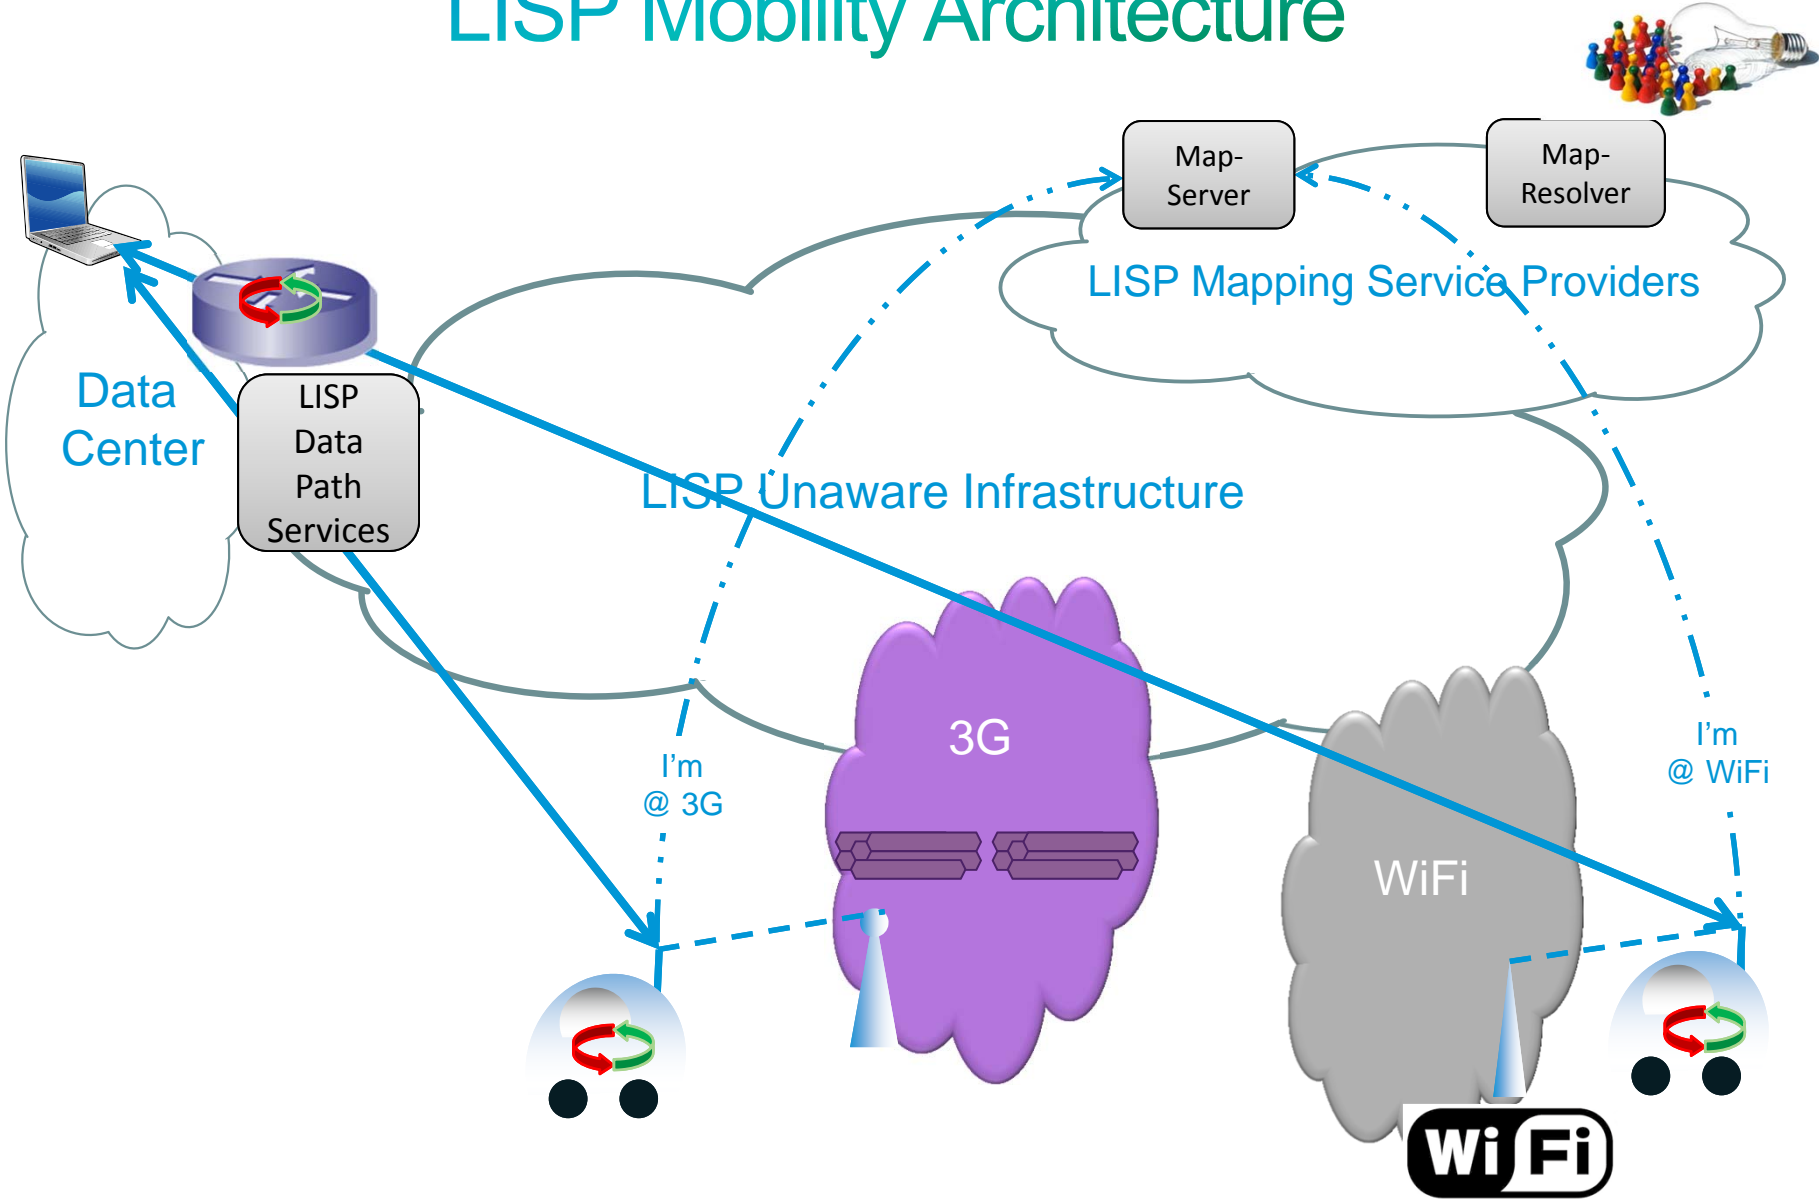 LISP Mobility Architecture
Map-
Server
Map-
Resolver
LISP Mapping Service Providers
Data
Center
LISP
Data
Path
Services
LISP Unaware Infrastructure
3G
I'm
@ 3G
I'm
@ WiFi
WiFi
Wi Fi